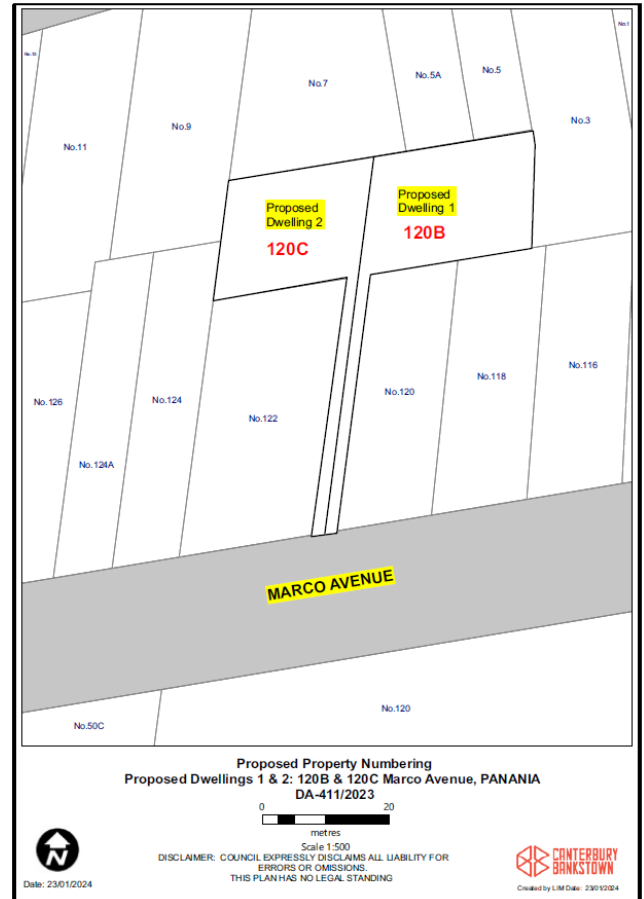 No.7
No.5A
No.5
No.3
No.11
No.9
Proposed
Dwelling 2
120C
Proposed
Dwelling 1
120B
No.126
No.124A
No.124
No.122
No.120
No.118
No.116
MARCO AVENUE
No.50C
No.120
Proposed Property Numbering
Proposed Dwellings 1 & 2: 120B & 120C Marco Avenue, PANANIA
DA-411/2023
0 20
metres
Scale 1:500
DISCLAIMER: COUNCIL EXPRESSLY DISCLAIMS ALL LIABILITY FOR
ERRORS OR OMISSIONS.
THIS PLAN HAS NO LEGAL STANDING
N
Date: 23/01/2024
CANTERBURY
BANKSTOWN
Created by LIM Date: 23/01/2024